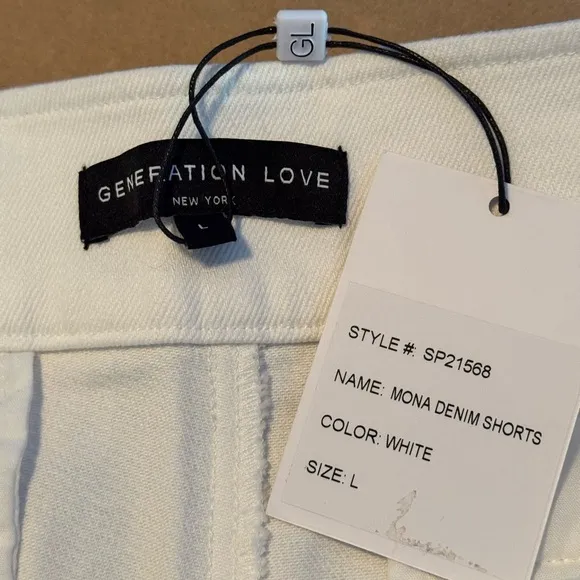 GL
GENERATION LOVE
NEW YORK
L
STYLE #: SP21568
NAME: MONA DENIM SHORTS
COLOR: WHITE
SIZE: L